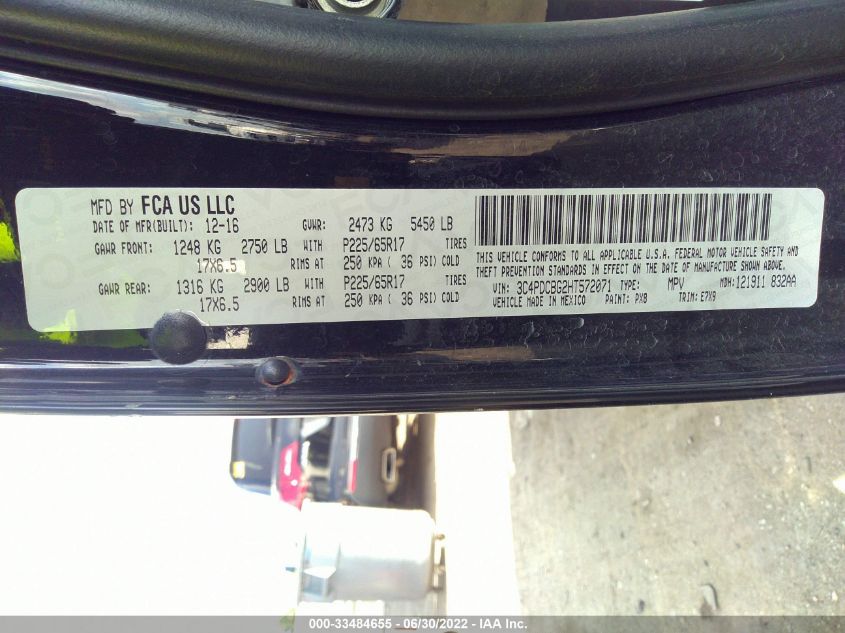 MFD BY FCA US LLC
DATE OF MFR(BUILT): 12-16 GVWR: 2473 KG 5450 LB
GAWR FRONT: 1248 KG 2750 LB WITH P225/65R17 TIRES
17X6.5 RIMS AT 250 KPA ( 36 PSI) COLD
GAWR REAR: 1316 KG 2900 LB WITH P225/65R17 TIRES
17X6.5 RIMS AT 250 KPA ( 36 PSI) COLD
THIS VEHICLE CONFORMS TO ALL APPLICABLE U.S.A. FEDERAL MOTOR VEHICLE SAFETY AND
THEFT PREVENTION STANDARDS IN EFFECT ON THE DATE OF MANUFACTURE SHOWN ABOVE.
VIN: 3C4PDCBG2HT572071 TYPE: MPV MDH: 121911 832AA
VEHICLE MADE IN MEXICO PAINT: PX8 TRIM: E7X9
000-33484655 - 06/30/2022 - IAA Inc.